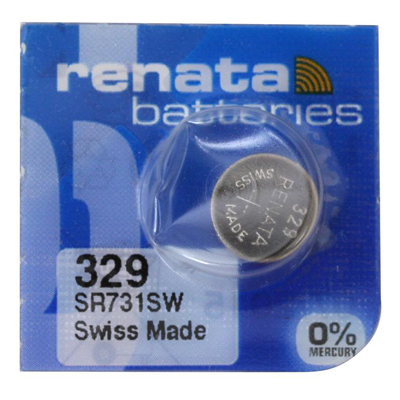 renata
batteries
SWISS
MADE
RENATA
329
329
SR731SW
Swiss Made
0%
MERCURY